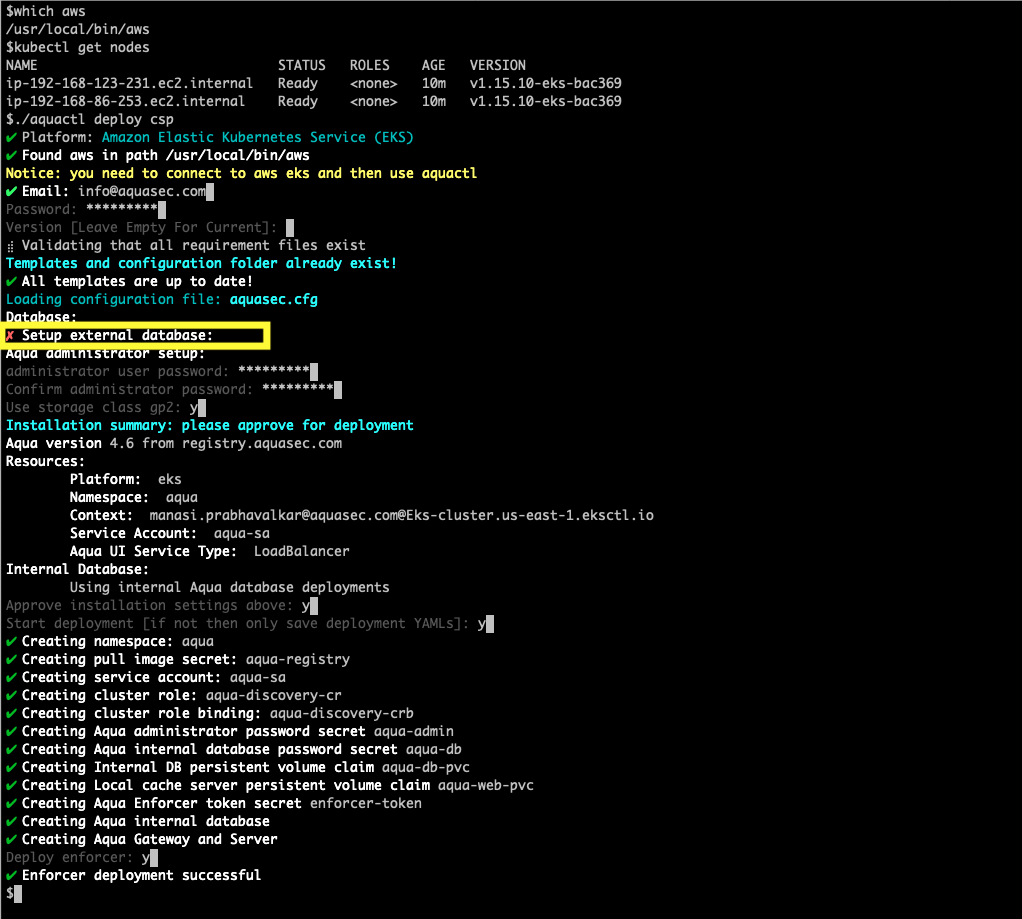 $which aws
/usr/local/bin/aws
$kubectl get nodes
NAME STATUS ROLES AGE VERSION
ip-192-168-123-231.ec2.internal Ready <none> 10m v1.15.10-eks-bac369
ip-192-168-86-253.ec2.internal Ready <none> 10m v1.15.10-eks-bac369
$./aquactl deploy csp
✔ Platform: Amazon Elastic Kubernetes Service (EKS)
✔ Found aws in path /usr/local/bin/aws
Notice: you need to connect to aws eks and then use aquactl
✔ Email: info@aquasec.com
Password: *********
Version [Leave Empty For Current]:
⣾ Validating that all requirement files exist
Templates and configuration folder already exist!
✔ All templates are up to date!
Loading configuration file: aquasec.cfg
Database:
✗ Setup external database:
Aqua administrator setup:
administrator user password: *********
Confirm administrator password: *********
Use storage class gp2: y
Installation summary: please approve for deployment
Aqua version 4.6 from registry.aquasec.com
Resources:
Platform: eks
Namespace: aqua
Context: manasi.prabhavalkar@aquasec.com@Eks-cluster.us-east-1.eksctl.io
Service Account: aqua-sa
Aqua UI Service Type: LoadBalancer
Internal Database:
Using internal Aqua database deployments
Approve installation settings above: y
Start deployment [if not then only save deployment YAMLs]: y
✔ Creating namespace: aqua
✔ Creating pull image secret: aqua-registry
✔ Creating service account: aqua-sa
✔ Creating cluster role: aqua-discovery-cr
✔ Creating cluster role binding: aqua-discovery-crb
✔ Creating Aqua administrator password secret aqua-admin
✔ Creating Aqua internal database password secret aqua-db
✔ Creating Internal DB persistent volume claim aqua-db-pvc
✔ Creating Local cache server persistent volume claim aqua-web-pvc
✔ Creating Aqua Enforcer token secret enforcer-token
✔ Creating Aqua internal database
✔ Creating Aqua Gateway and Server
Deploy enforcer: y
✔ Enforcer deployment successful
$